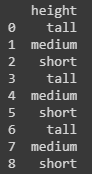 height
0 tall
1 medium
2 short
3 tall
4 medium
5 short
6 tall
7 medium
8 short